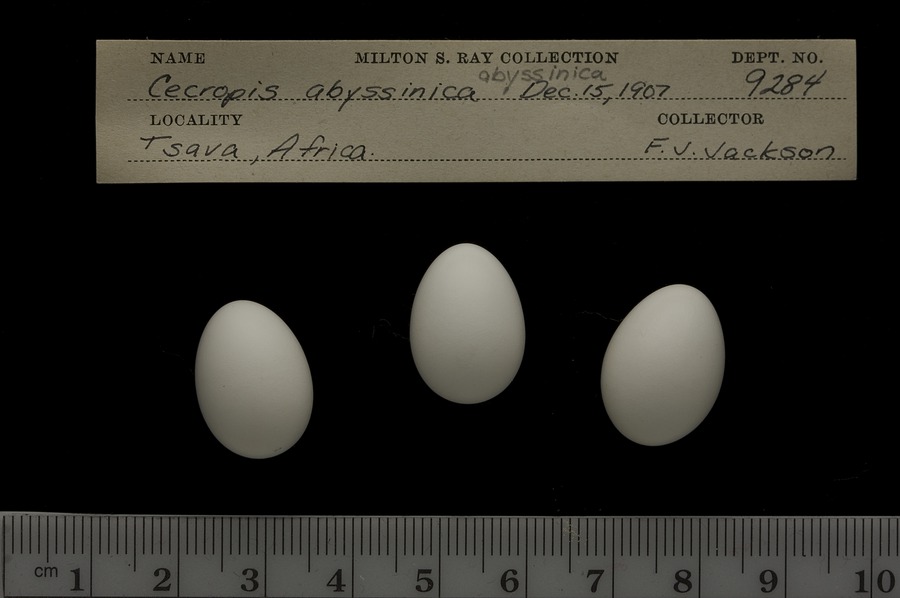 NAME MILTON S. RAY COLLECTION DEPT. NO.
abyssinica
Cecropis abyssinica Dec. 15, 1907 9284
LOCALITY COLLECTOR
Tsava, Africa. F. J. Jackson
cm 1 2 3 4 5 6 7 8 9 10